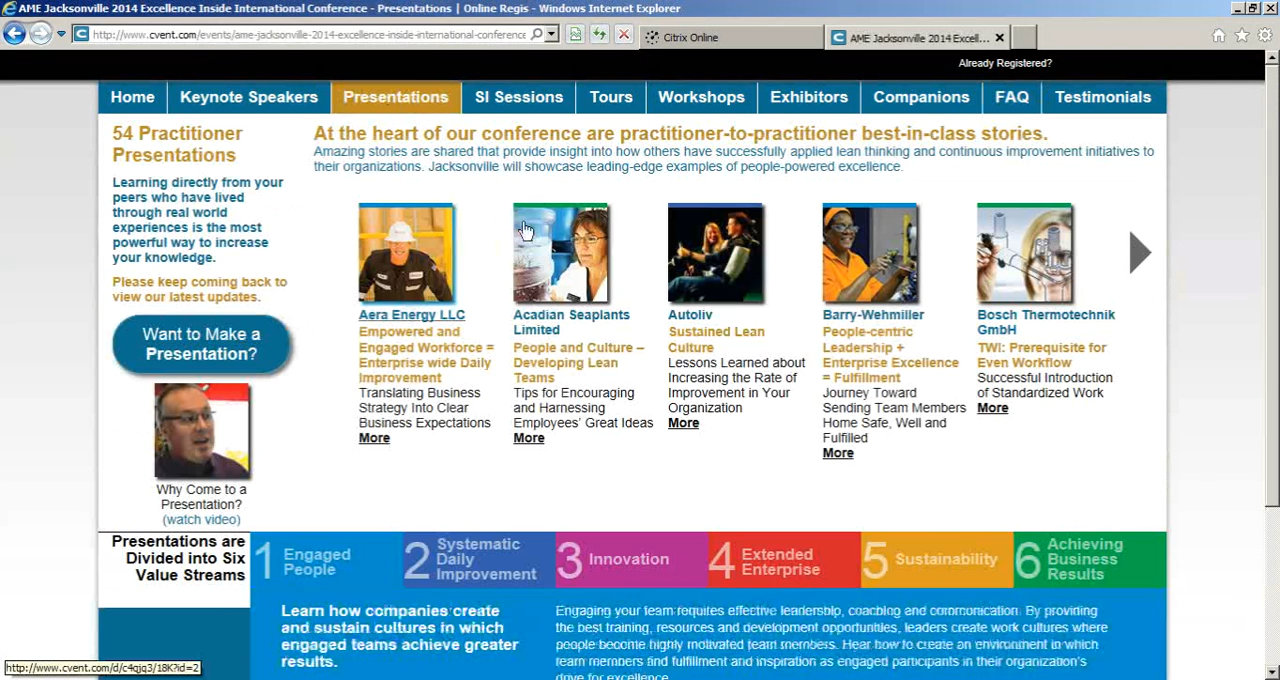 AME Jacksonville 2014 Excellence Inside International Conference - Presentations | Online Regis - Windows Internet Explorer
http://www.cvent.com/events/ame-jacksonville-2014-excellence-inside-international-conference
Citrix Online
AME Jacksonville 2014 Excell...
Already Registered?
Home
Keynote Speakers
Presentations
SI Sessions
Tours
Workshops
Exhibitors
Companions
FAQ
Testimonials
54 Practitioner
Presentations
Learning directly from your
peers who have lived
through real world
experiences is the most
powerful way to increase
your knowledge.
Please keep coming back to
view our latest updates.
Want to Make a
Presentation?
Why Come to a
Presentation?
(watch video)
At the heart of our conference are practitioner-to-practitioner best-in-class stories.
Amazing stories are shared that provide insight into how others have successfully applied lean thinking and continuous improvement initiatives to
their organizations. Jacksonville will showcase leading-edge examples of people-powered excellence.
Aera Energy LLC
Empowered and
Engaged Workforce =
Enterprise wide Daily
Improvement
Translating Business
Strategy Into Clear
Business Expectations
More
Acadian Seaplants
Limited
People and Culture –
Developing Lean
Teams
Tips for Encouraging
and Harnessing
Employees' Great Ideas
More
Autoliv
Sustained Lean
Culture
Lessons Learned about
Increasing the Rate of
Improvement in Your
Organization
More
Barry-Wehmiller
People-centric
Leadership +
Enterprise Excellence
= Fulfillment
Journey Toward
Sending Team Members
Home Safe, Well and
Fulfilled
More
Bosch Thermotechnik
GmbH
TWI: Prerequisite for
Even Workflow
Successful Introduction
of Standardized Work
More
Presentations are
Divided into Six
Value Streams
1 Engaged
People
2 Systematic
Daily
Improvement
3 Innovation
4 Extended
Enterprise
5 Sustainability
6 Achieving
Business
Results
Learn how companies create
and sustain cultures in which
engaged teams achieve greater
results.
Engaging your team requires effective leadership, coaching and communication. By providing
the best training, resources and development opportunities, leaders create work cultures where
people become highly motivated team members. Hear how to create an environment in which
team members find fulfillment and inspiration as engaged participants in their organization's
drive for excellence.
http://www.cvent.com/d/c4qjq3/18K?id=2